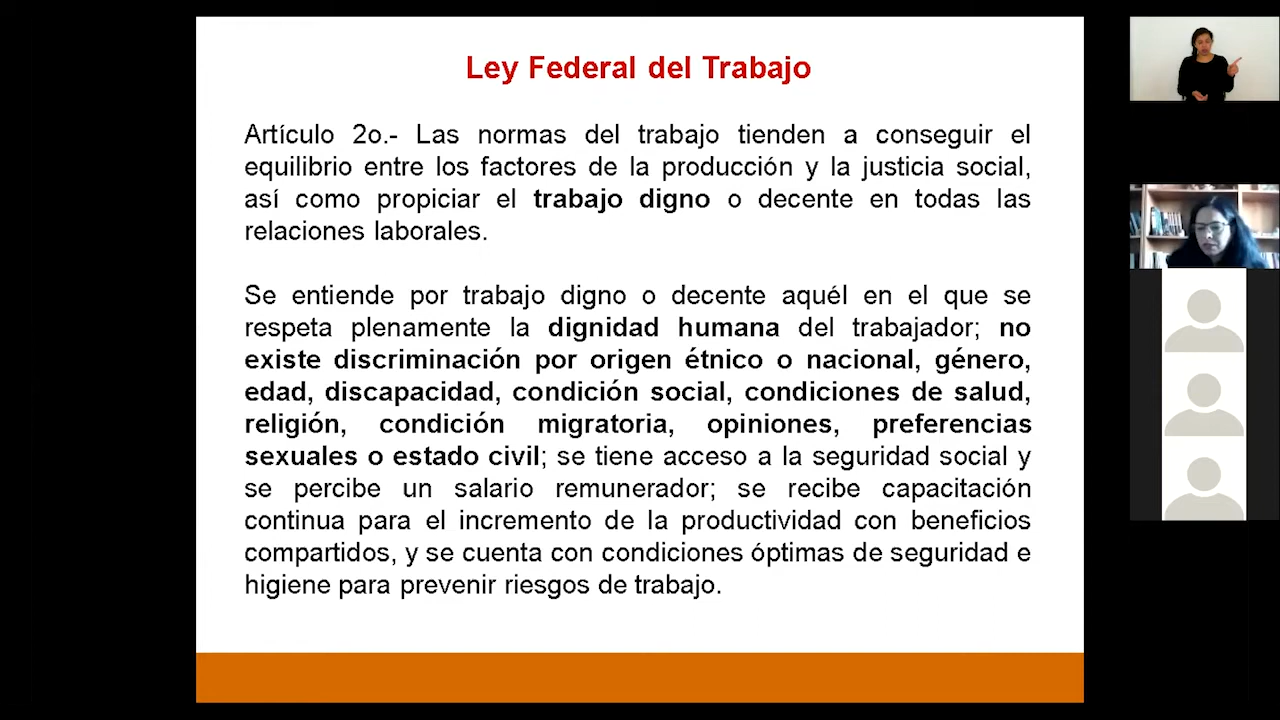 Ley Federal del Trabajo
Artículo 2o.- Las normas del trabajo tienden a conseguir el
equilibrio entre los factores de la producción y la justicia social,
así como propiciar el trabajo digno o decente en todas las
relaciones laborales.
Se entiende por trabajo digno o decente aquél en el que se
respeta plenamente la dignidad humana del trabajador; no
existe discriminación por origen étnico o nacional, género,
edad, discapacidad, condición social, condiciones de salud,
religión, condición migratoria, opiniones, preferencias
sexuales o estado civil; se tiene acceso a la seguridad social y
se percibe un salario remunerador; se recibe capacitación
continua para el incremento de la productividad con beneficios
compartidos, y se cuenta con condiciones óptimas de seguridad e
higiene para prevenir riesgos de trabajo.